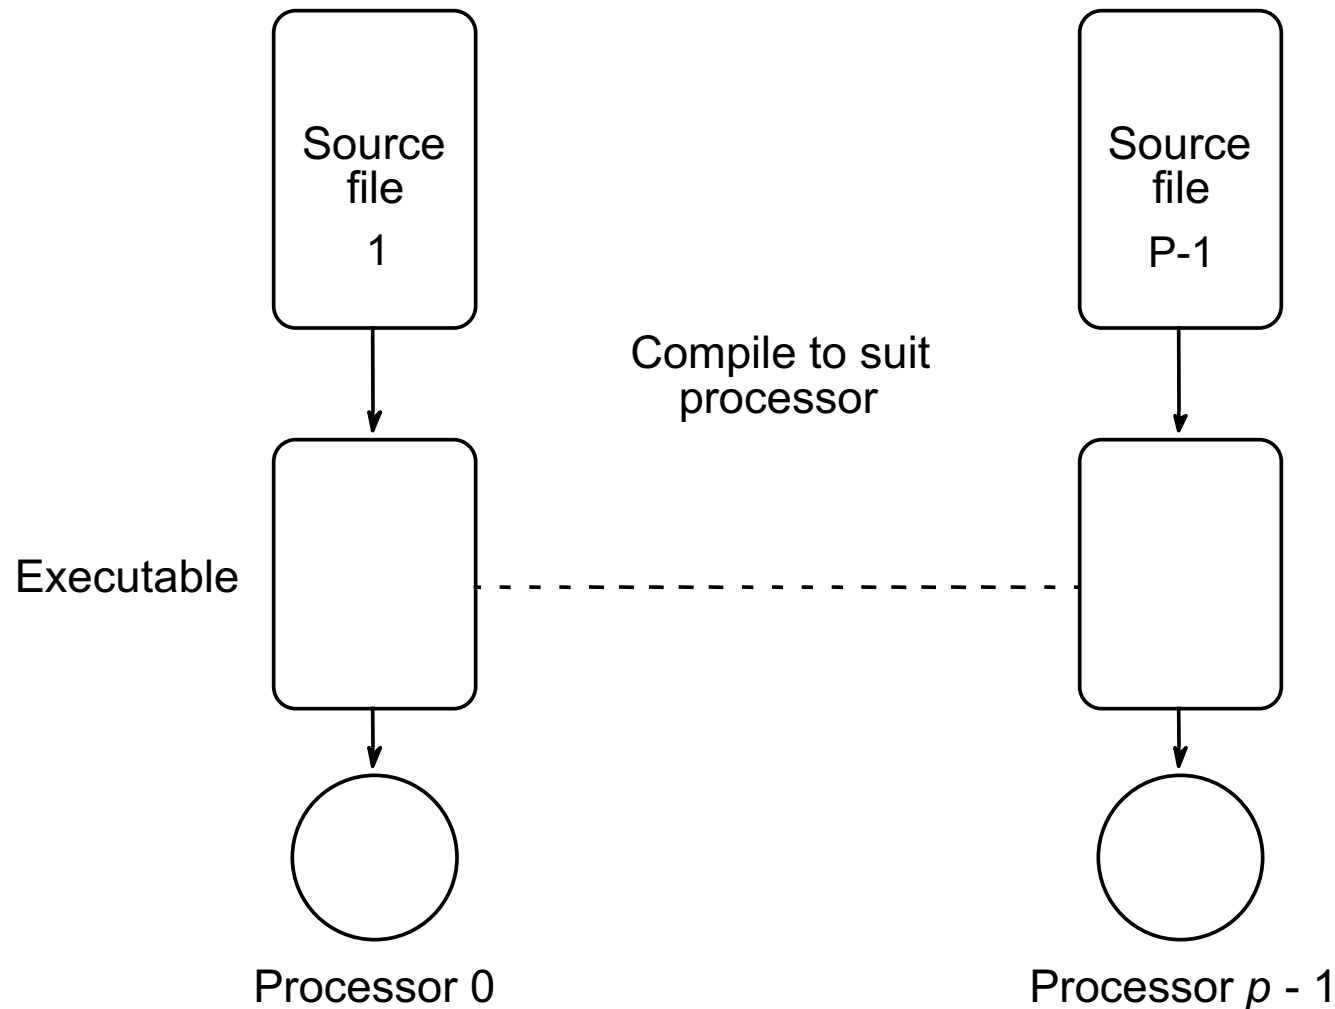 Source
file
1
Source
file
P-1
Compile to suit
processor
Executable
Processor 0
Processor p - 1